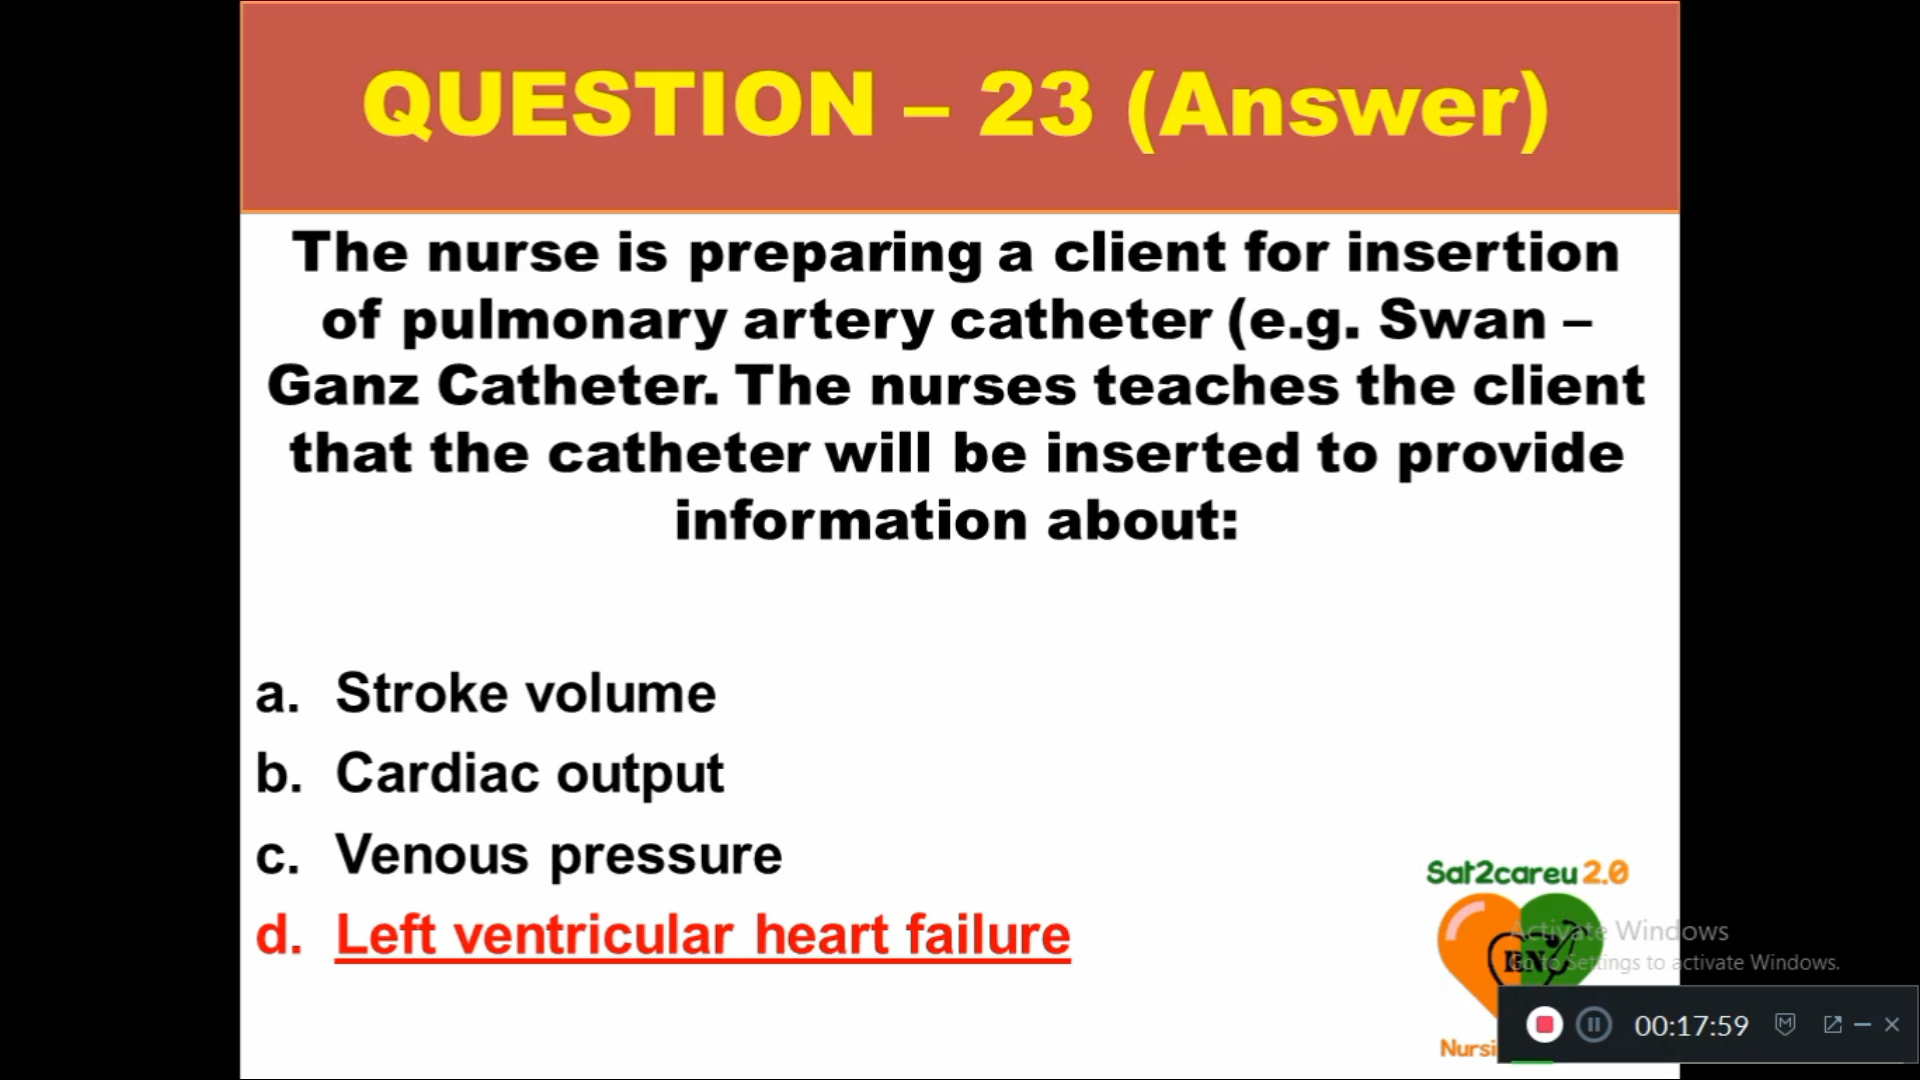 QUESTION – 23 (Answer)
The nurse is preparing a client for insertion
of pulmonary artery catheter (e.g. Swan –
Ganz Catheter. The nurses teaches the client
that the catheter will be inserted to provide
information about:
a. Stroke volume
b. Cardiac output
c. Venous pressure
d. Left ventricular heart failure
Sat2careu 2.0
RN
Activate Windows
Go to Settings to activate Windows.
00:17:59